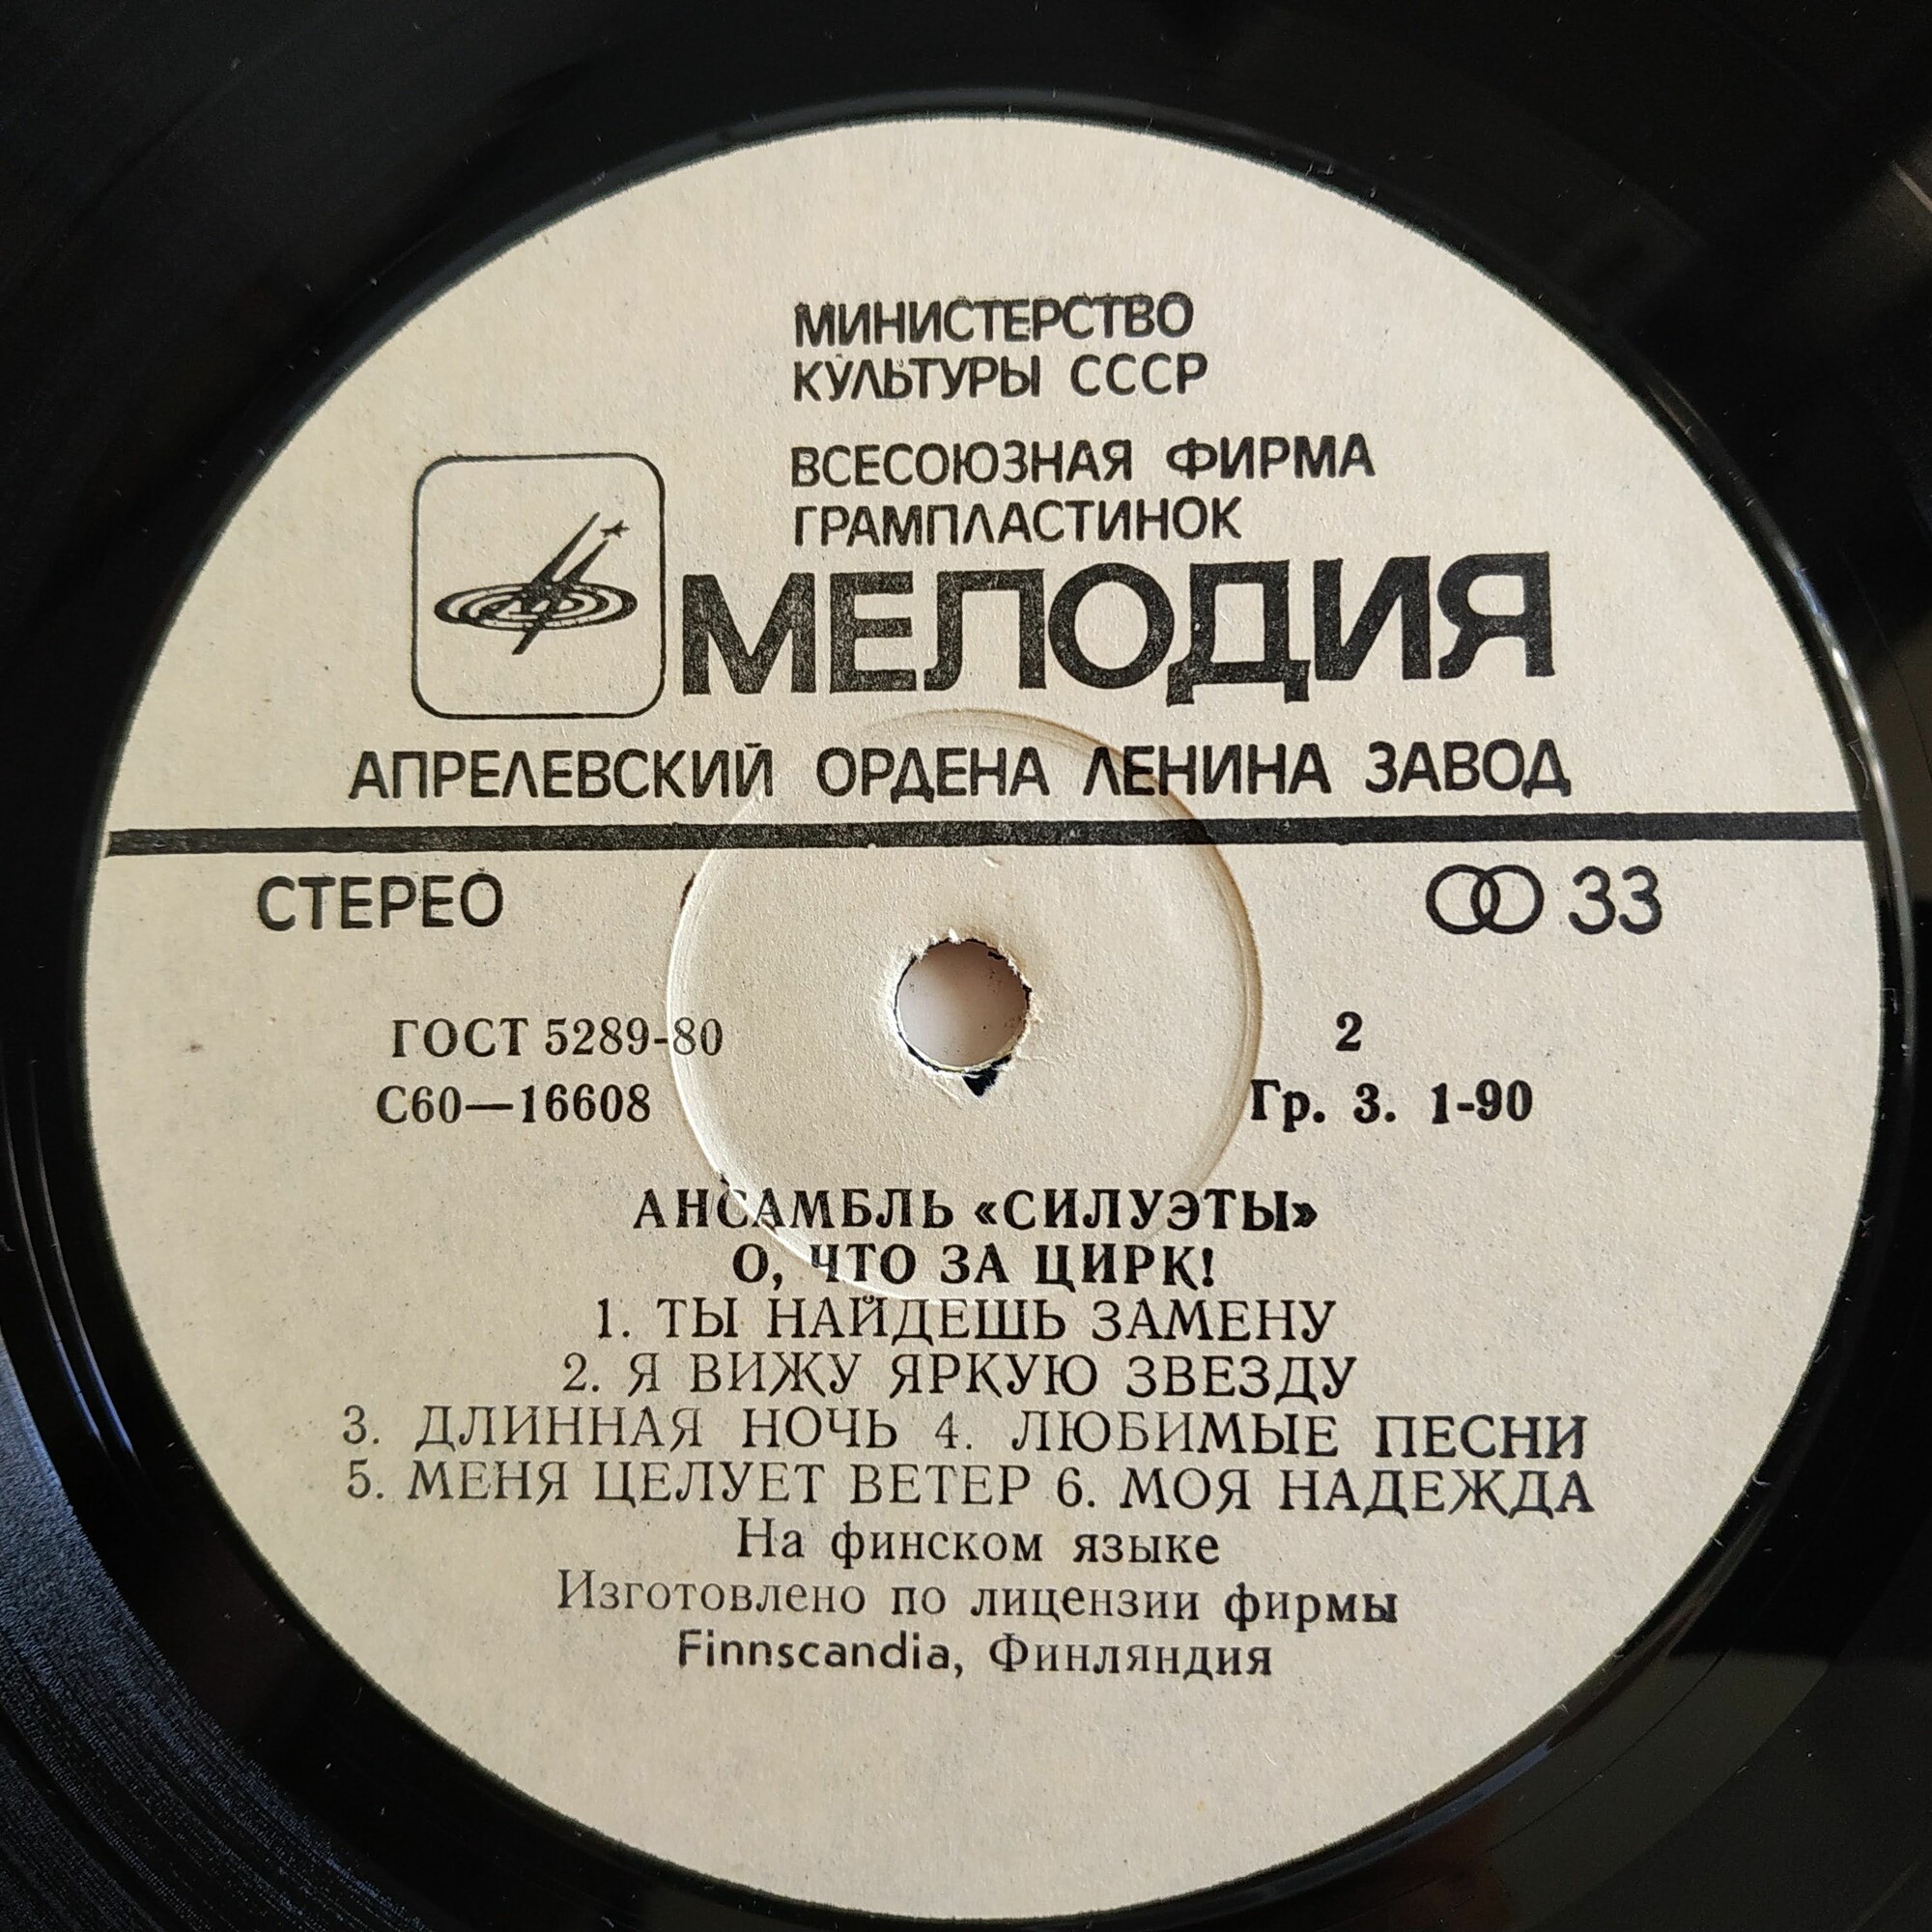 МИНИСТЕРСТВО
КУЛЬТУРЫ СССР
ВСЕСОЮЗНАЯ ФИРМА
ГРАМПЛАСТИНОК
МЕЛОДИЯ
АПРЕЛЕВСКИЙ ОРДЕНА ЛЕНИНА ЗАВОД
СТЕРЕО 33
ГОСТ 5289-80 2
С60—16608 Гр. 3. 1-90
АНСАМБЛЬ «СИЛУЭТЫ»
О, ЧТО ЗА ЦИРК!
1. ТЫ НАЙДЕШЬ ЗАМЕНУ
2. Я ВИЖУ ЯРКУЮ ЗВЕЗДУ
3. ДЛИННАЯ НОЧЬ 4. ЛЮБИМЫЕ ПЕСНИ
5. МЕНЯ ЦЕЛУЕТ ВЕТЕР 6. МОЯ НАДЕЖДА
На финском языке
Изготовлено по лицензии фирмы
Finnscandia, Финляндия